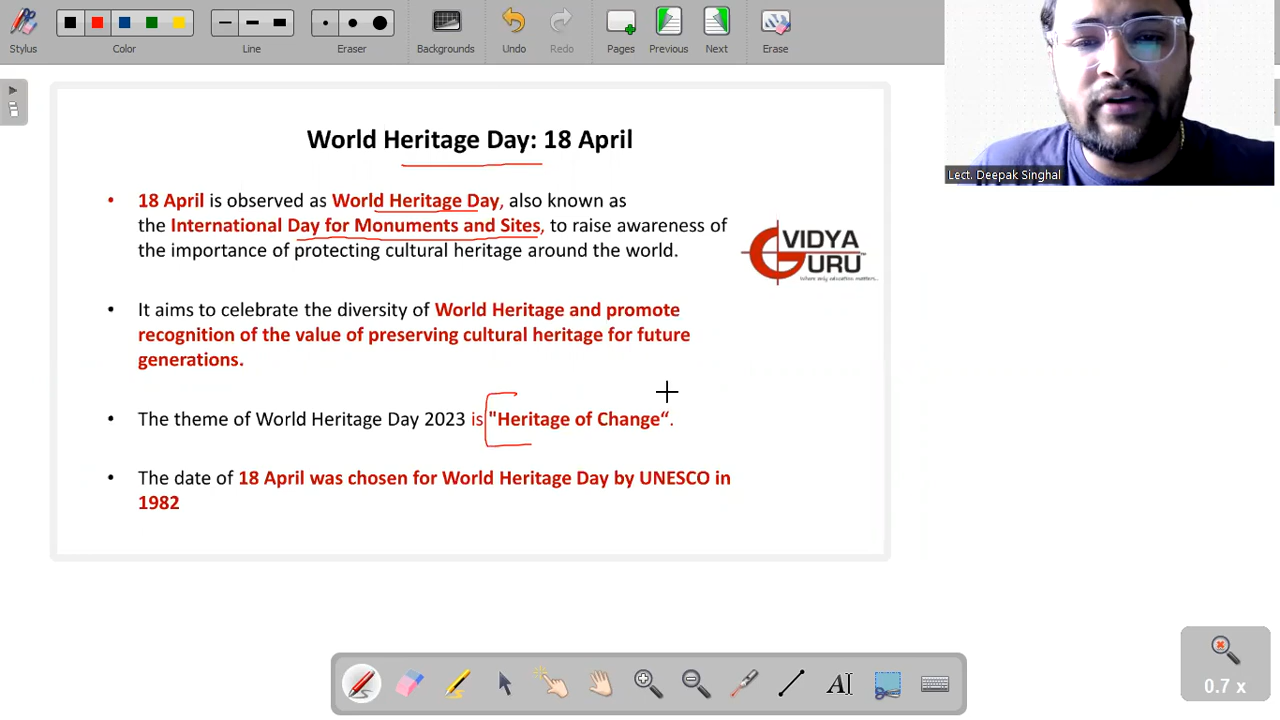 Stylus Color Line Eraser Backgrounds Undo Redo Pages Previous Next Erase
Lect. Deepak Singhal
World Heritage Day: 18 April
• 18 April is observed as World Heritage Day, also known as
the International Day for Monuments and Sites, to raise awareness of
the importance of protecting cultural heritage around the world.
VIDYA
GURU
Where only education matters...
• It aims to celebrate the diversity of World Heritage and promote
recognition of the value of preserving cultural heritage for future
generations.
• The theme of World Heritage Day 2023 is "Heritage of Change“.
• The date of 18 April was chosen for World Heritage Day by UNESCO in
1982
0.7 x